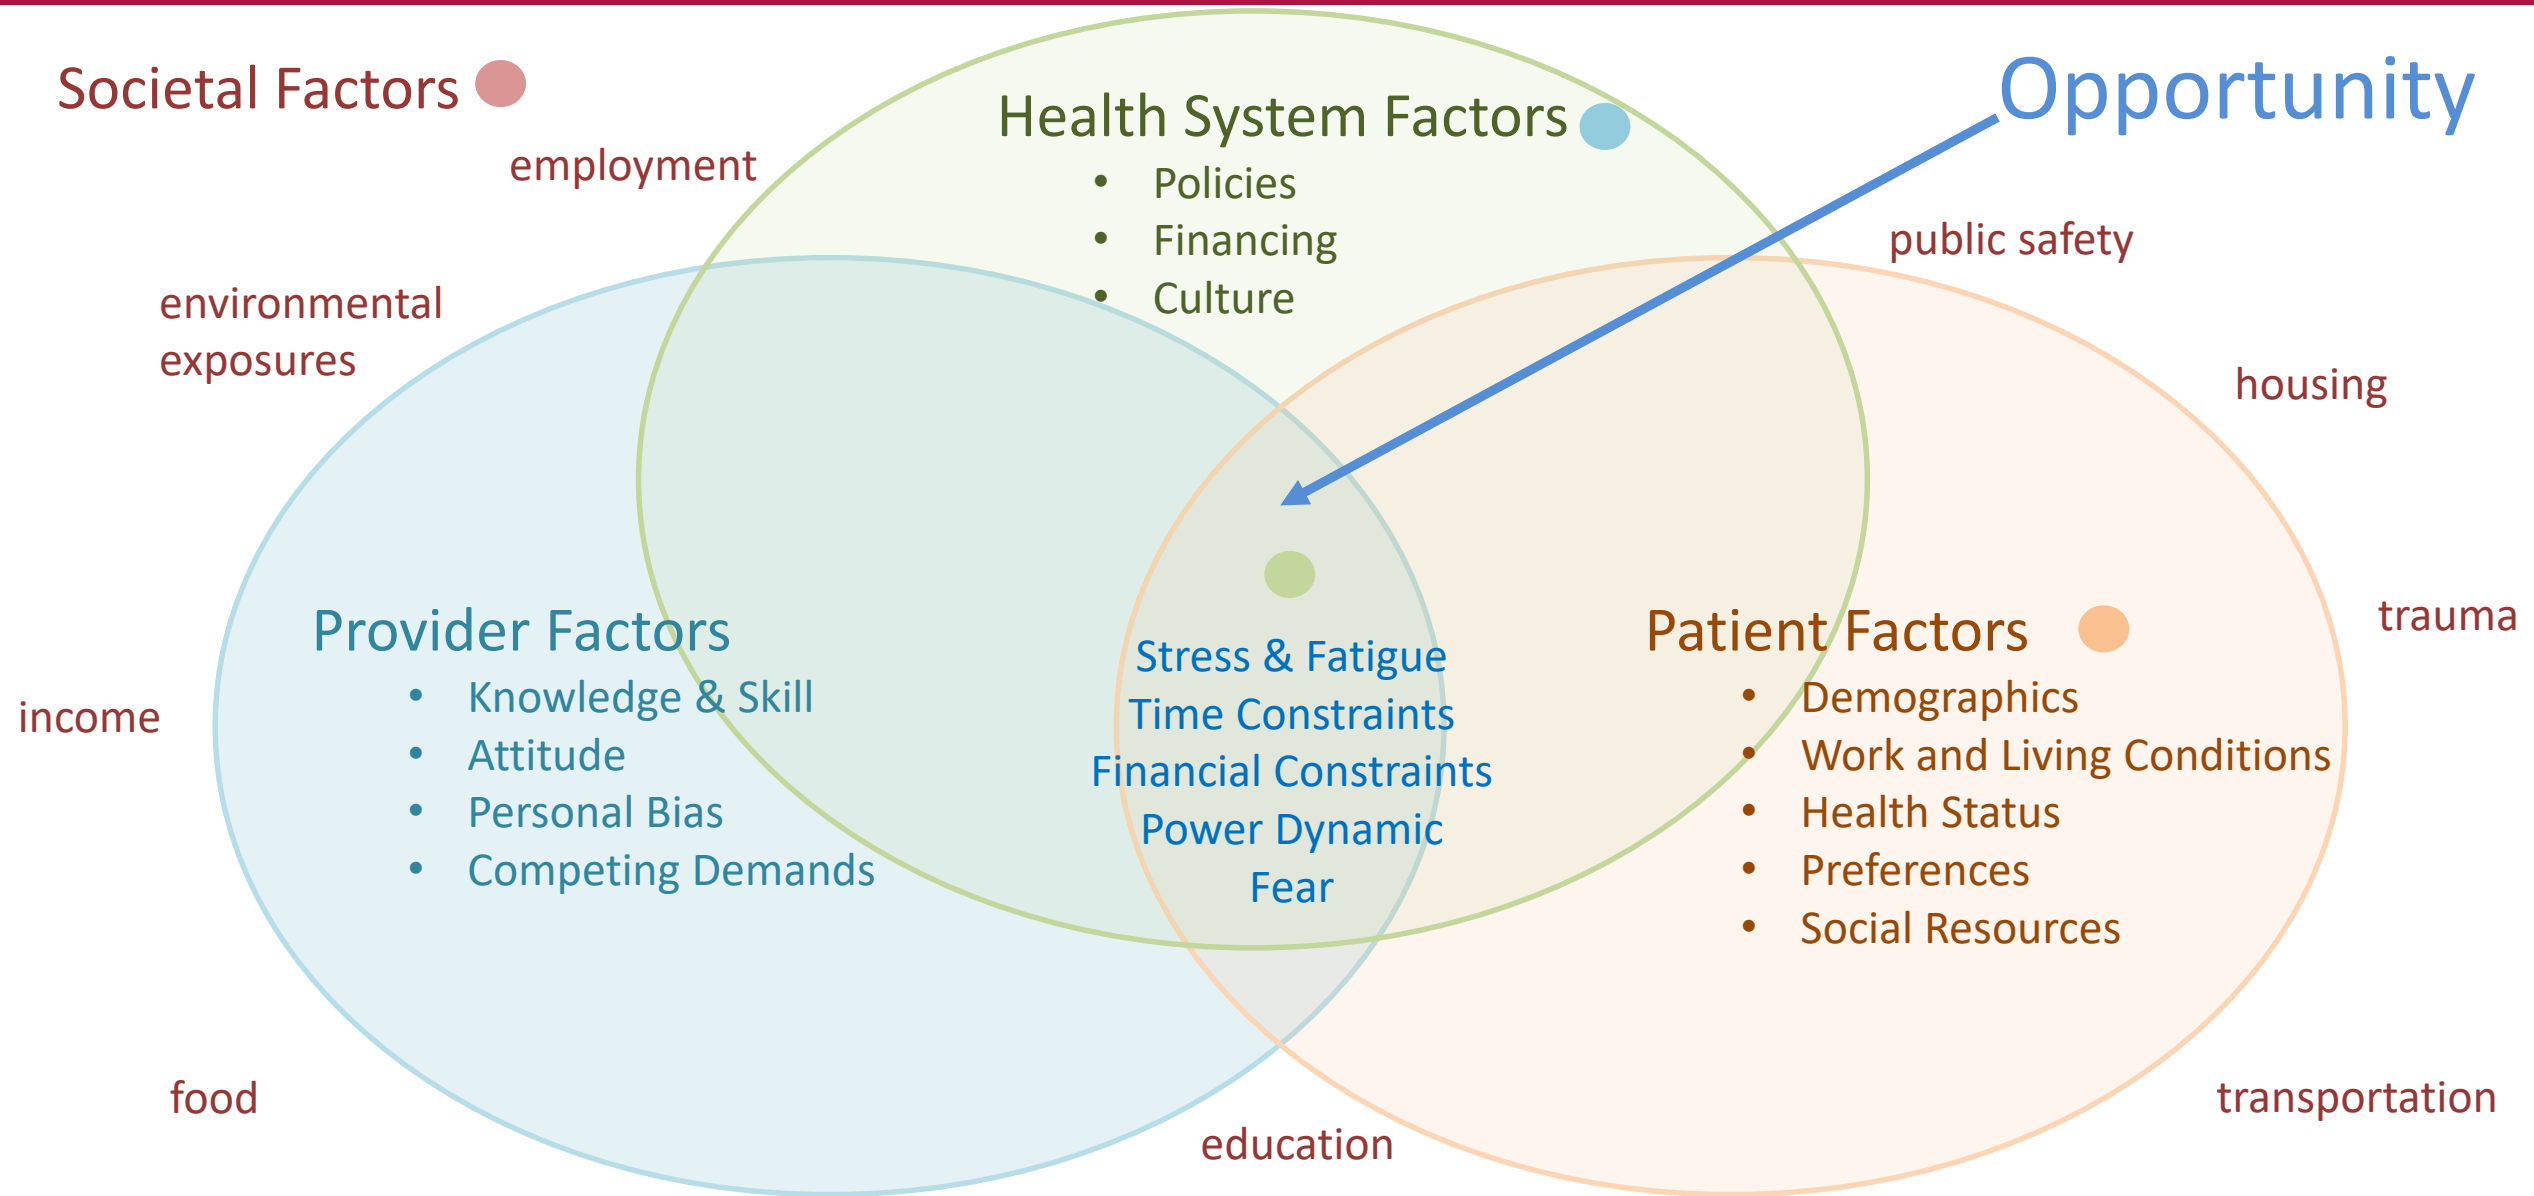 Societal Factors
Opportunity
Health System Factors
employment
• Policies
• Financing
• Culture
public safety
environmental
exposures
housing
Provider Factors
• Knowledge & Skill
• Attitude
• Personal Bias
• Competing Demands
Stress & Fatigue
Time Constraints
Financial Constraints
Power Dynamic
Fear
Patient Factors
• Demographics
• Work and Living Conditions
• Health Status
• Preferences
• Social Resources
trauma
income
food
education
transportation